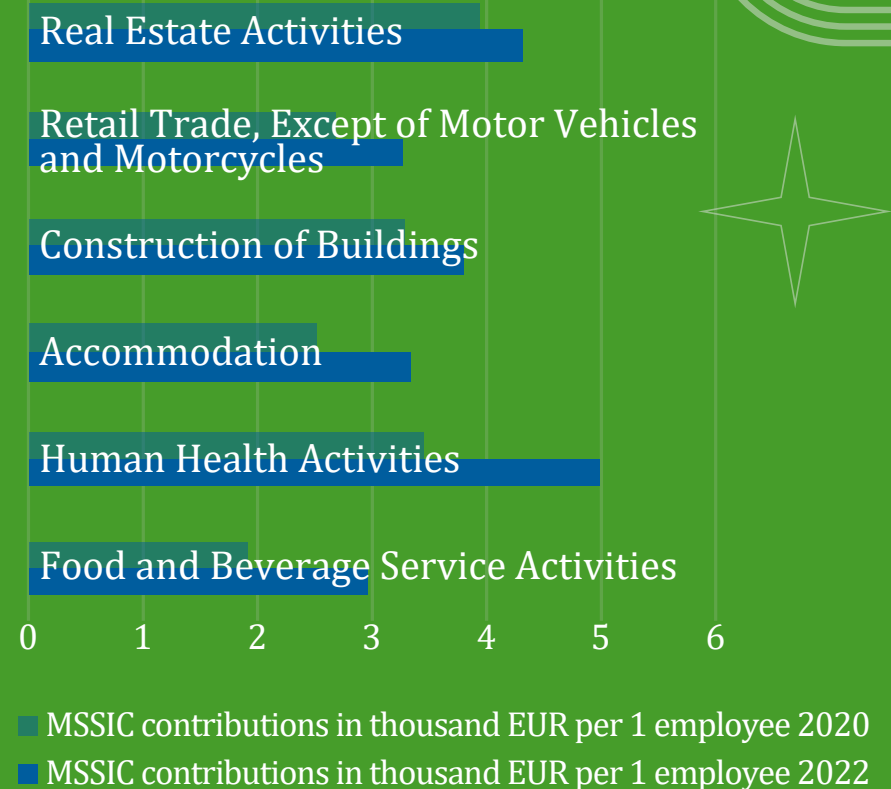 Real Estate Activities
Retail Trade, Except of Motor Vehicles
and Motorcycles
Construction of Buildings
Accommodation
Human Health Activities
Food and Beverage Service Activities
0 1 2 3 4 5 6
MSSIC contributions in thousand EUR per 1 employee 2020
MSSIC contributions in thousand EUR per 1 employee 2022